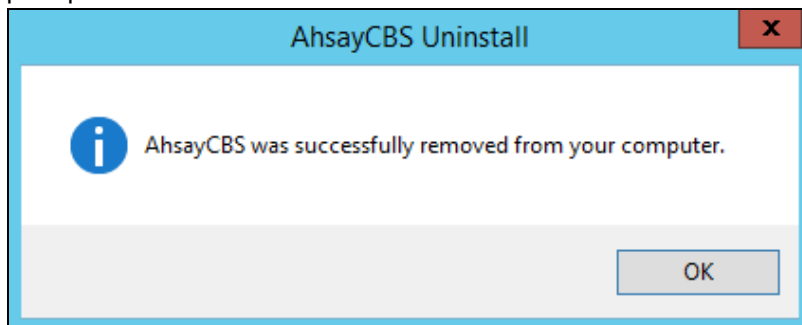 AhsayCBS Uninstall
x
AhsayCBS was successfully removed from your computer.
OK